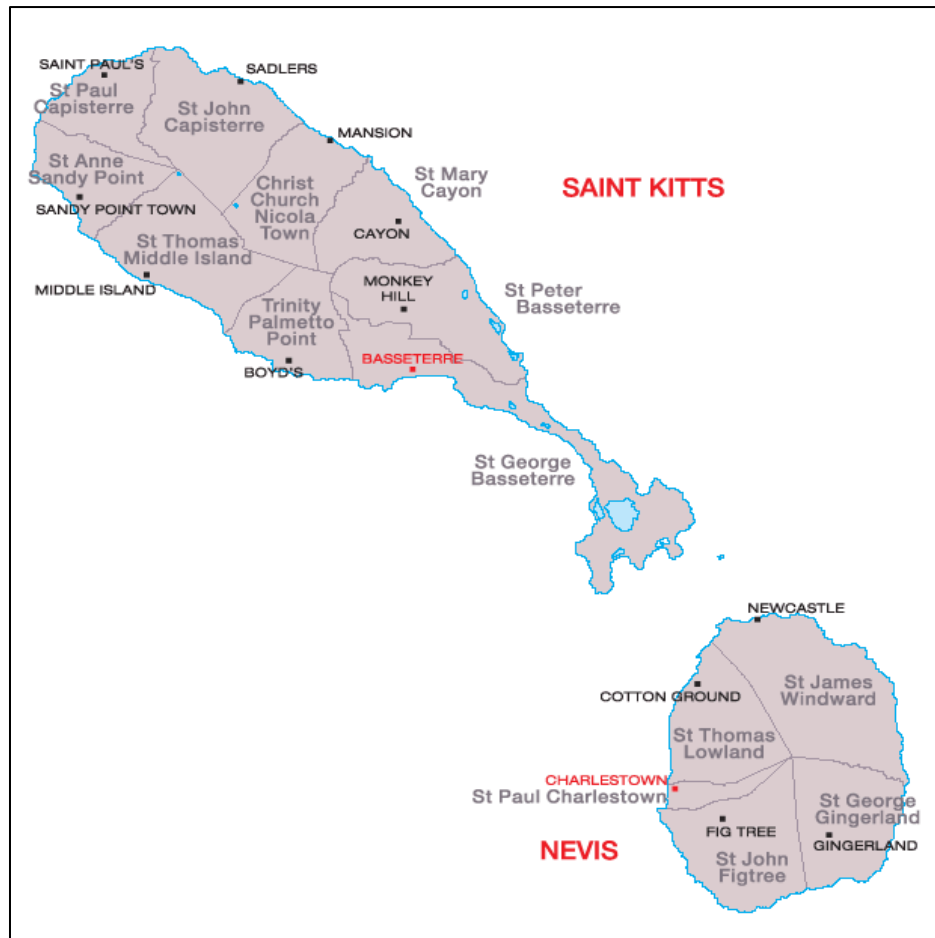 SAINT PAUL'S
St Paul
Capisterre
SADLERS
St John
Capisterre
MANSION
St Anne
Sandy Point
SANDY POINT TOWN
Christ
Church
Nicola
Town
St Mary
Cayon
SAINT KITTS
CAYON
St Thomas
Middle Island
MIDDLE ISLAND
MONKEY
HILL
St Peter
Basseterre
Trinity
Palmetto
Point
BASSETERRE
BOYD'S
St George
Basseterre
NEWCASTLE
COTTON GROUND
St James
Windward
St Thomas
Lowland
CHARLESTOWN
St Paul Charlestown
St George
Gingerland
FIG TREE
GINGERLAND
NEVIS
St John
Figtree